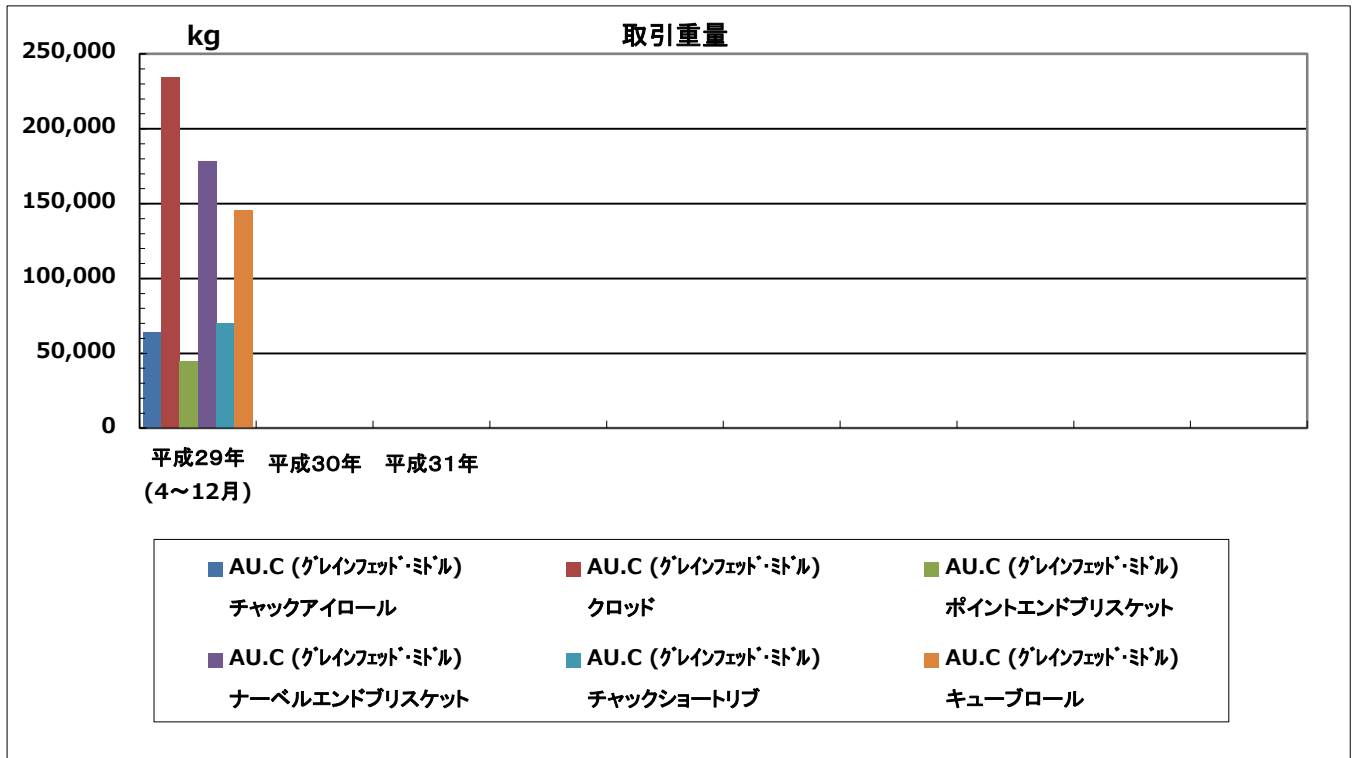 kg
取引重量
250,000
200,000
150,000
100,000
50,000
0
平成29年
(4～12月)
平成30年
平成31年
AU.C (ｸﾞﾚｲﾝﾌｪｯﾄﾞ･ﾐﾄﾞﾙ)
チャックアイロール
AU.C (ｸﾞﾚｲﾝﾌｪｯﾄﾞ･ﾐﾄﾞﾙ)
クロッド
AU.C (ｸﾞﾚｲﾝﾌｪｯﾄﾞ･ﾐﾄﾞﾙ)
ポイントエンドブリスケット
AU.C (ｸﾞﾚｲﾝﾌｪｯﾄﾞ･ﾐﾄﾞﾙ)
ナーベルエンドブリスケット
AU.C (ｸﾞﾚｲﾝﾌｪｯﾄﾞ･ﾐﾄﾞﾙ)
チャックショートリブ
AU.C (ｸﾞﾚｲﾝﾌｪｯﾄﾞ･ﾐﾄﾞﾙ)
キューブロール